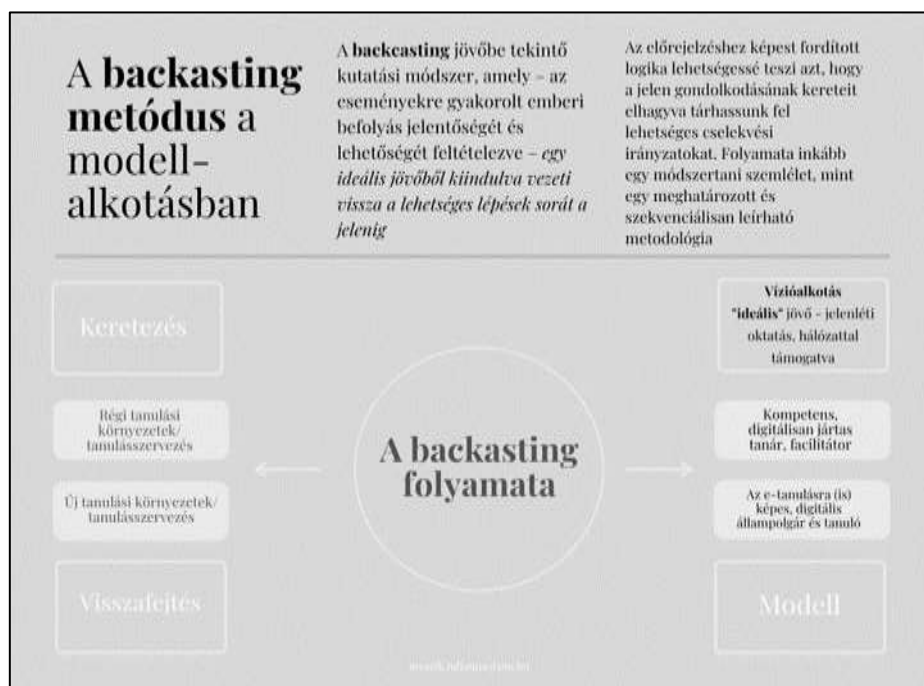 A backasting
metódus a
modell-
alkotásban
A backcasting jövőbe tekintő
kutatási módszer, amely – az
eseményekre gyakorolt emberi
befolyás jelentőségét és
lehetőségét feltételezve – egy
ideális jövőből kiindulva vezeti
vissza a lehetséges lépések sorát a
jelenig
Az előrejelzéshez képest fordított
logika lehetségessé teszi azt, hogy
a jelen gondolkodásának kereteit
elhagyva tárhassunk fel
lehetséges cselekvési
irányzatokat. Folyamata inkább
egy módszertani szemlélet, mint
egy meghatározott és
szekvenciálisan leírható
metodológia
Keretezés
Régi tanulási
környezetek/
tanulásszervezés
Új tanulási környezetek/
tanulásszervezés
Visszafejtés
A backasting
folyamata
Vízióalkotás
"ideális" jövő – jelenléti
oktatás, hálózattal
támogatva
Kompetens,
digitálisan jártas
tanár, facilitátor
Az e-tanulásra (is)
képes, digitális
állampolgár és tanuló
Modell